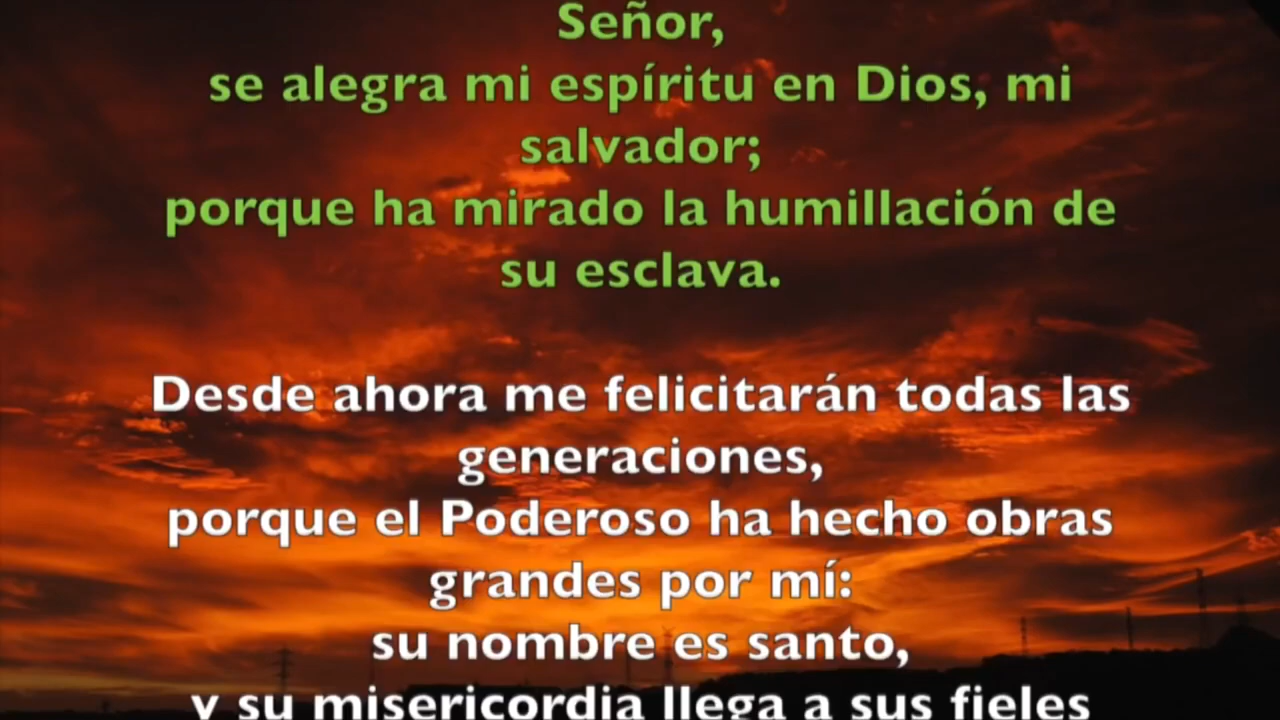 Señor,
se alegra mi espíritu en Dios, mi
salvador;
porque ha mirado la humillación de
su esclava.
Desde ahora me felicitarán todas las
generaciones,
porque el Poderoso ha hecho obras
grandes por mí:
su nombre es santo,
y su misericordia llega a sus fieles